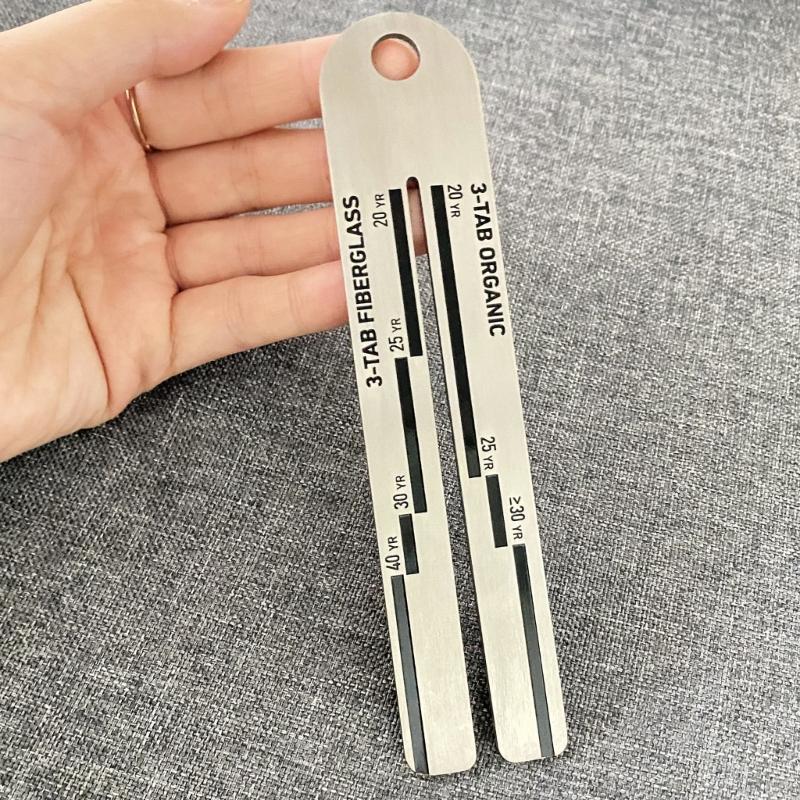 3-TAB FIBERGLASS
20 YR
25 YR
30 YR
40 YR
3-TAB ORGANIC
20 YR
25 YR
≥30 YR